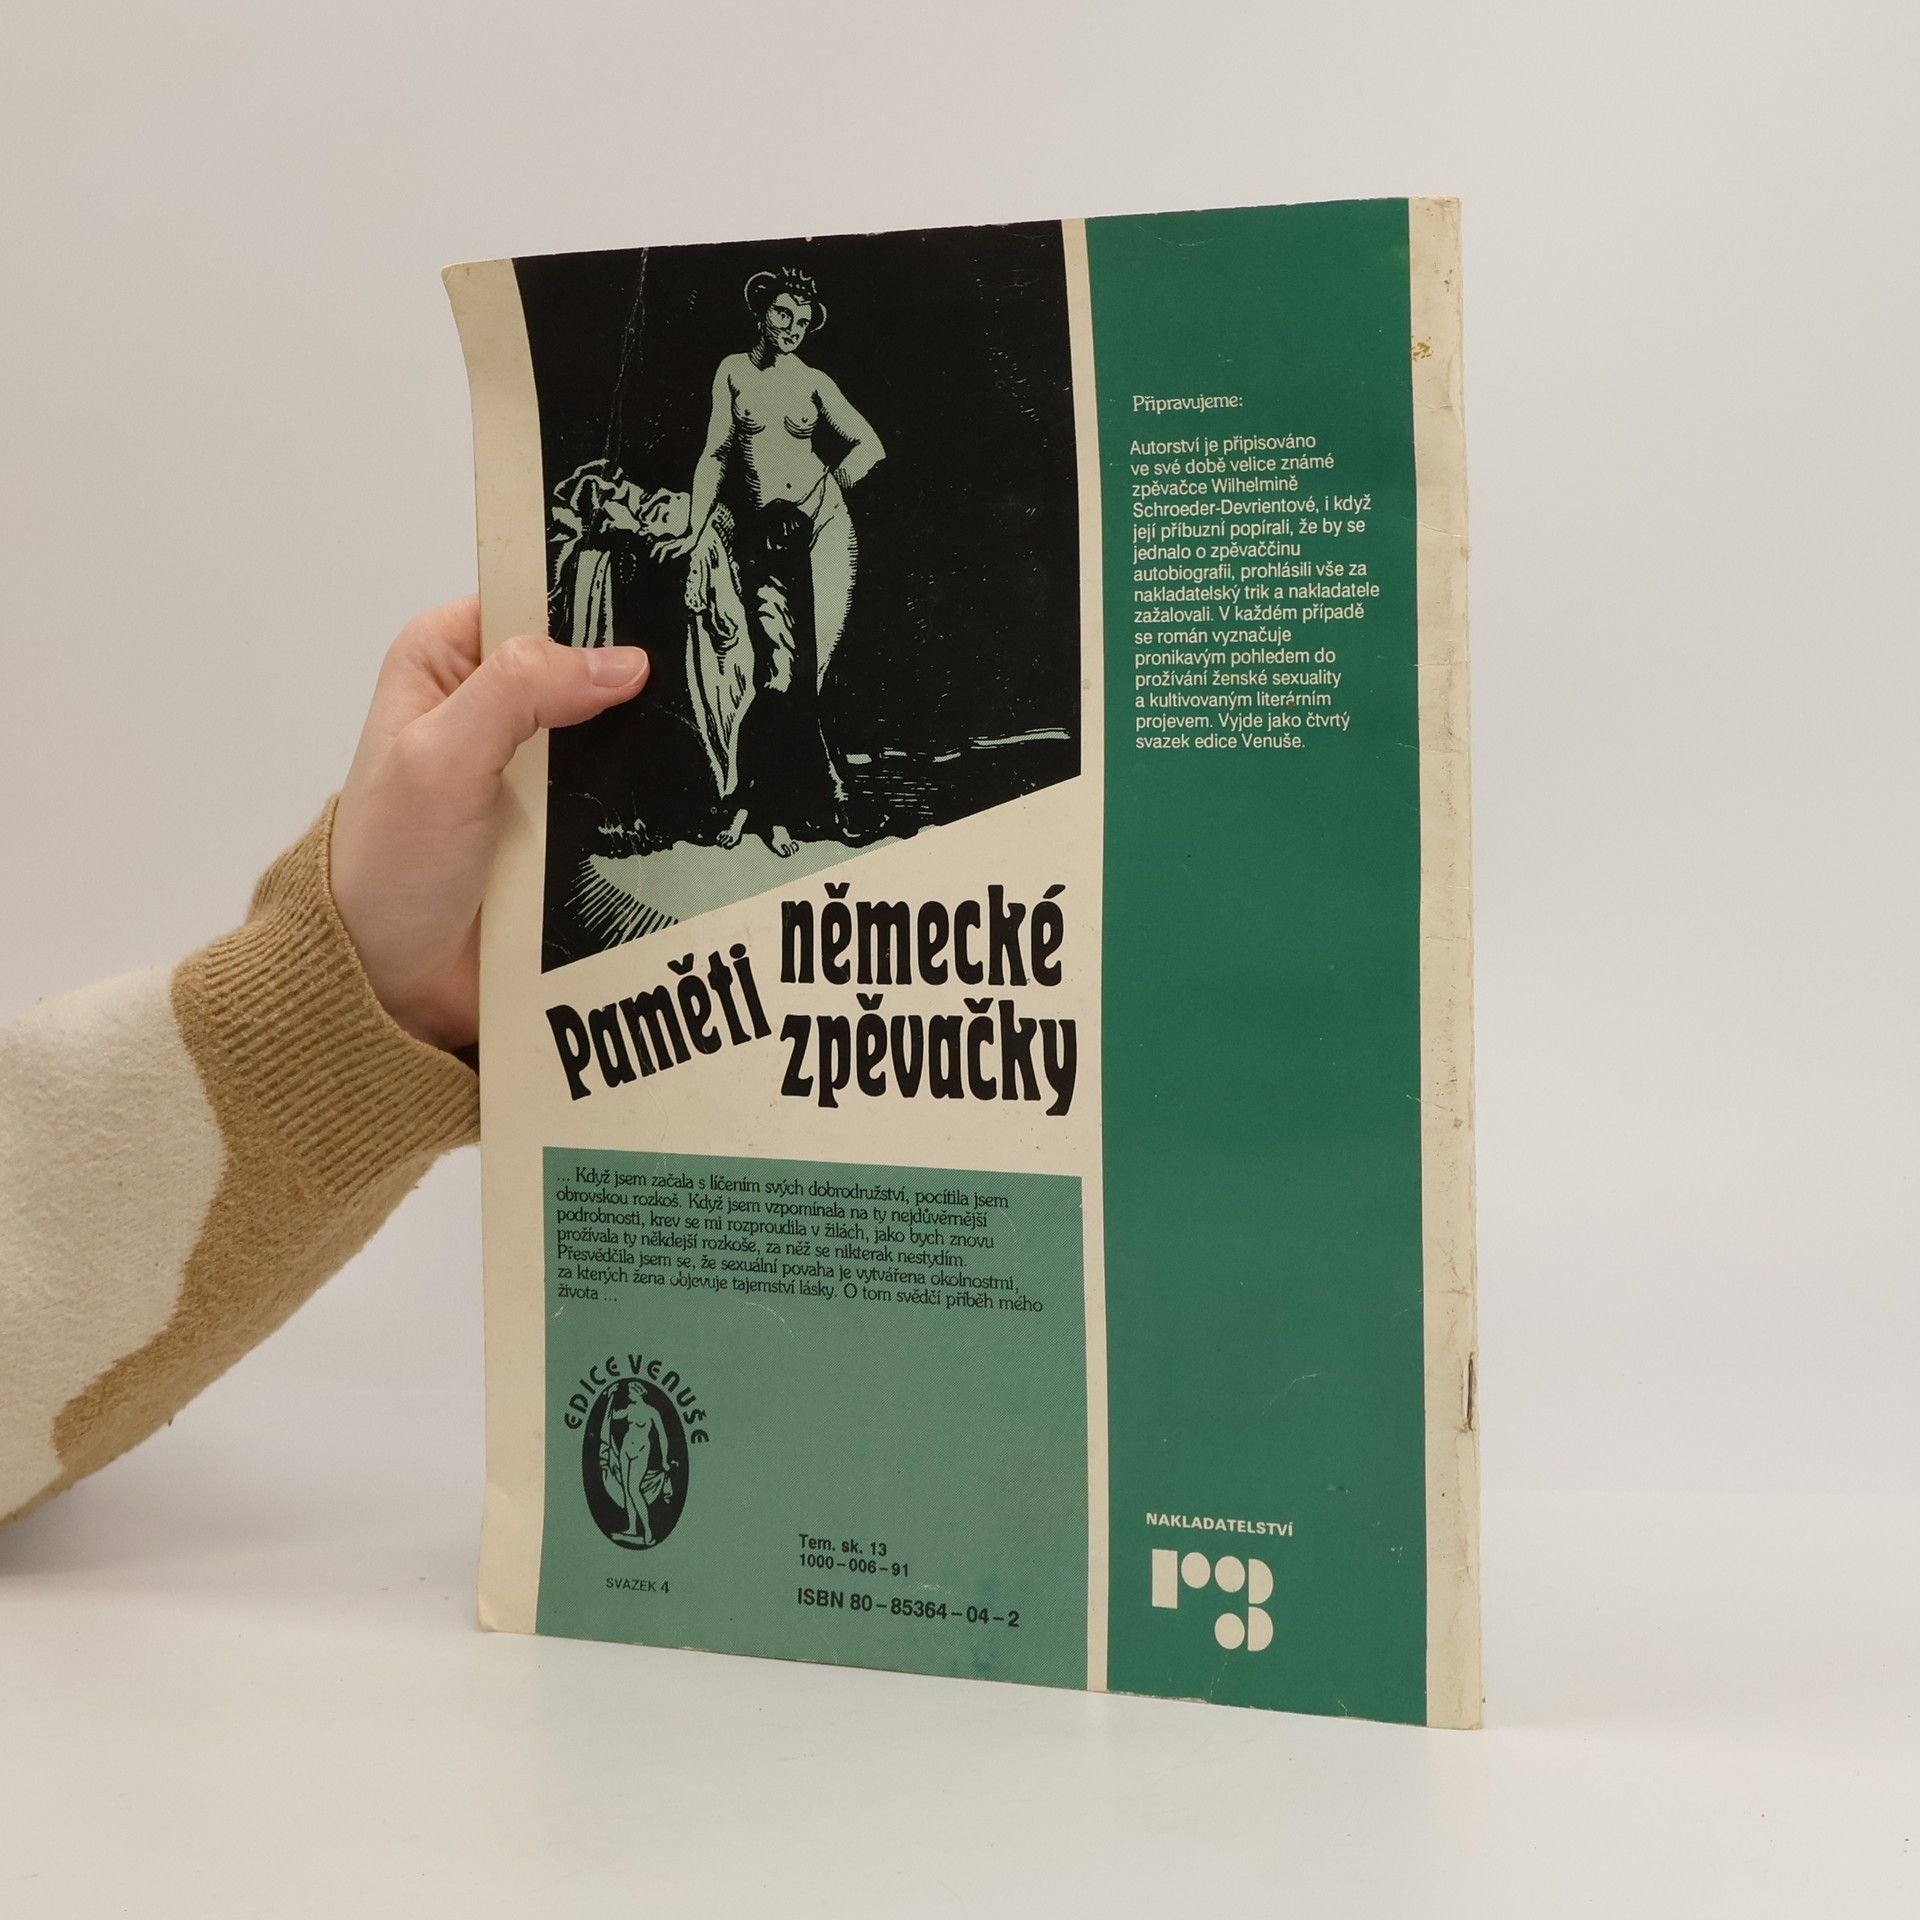 Paměti
německé
zpěvačky
... Když jsem začala s líčením svých dobrodružství, pocítila jsem
obrovskou rozkoš. Když jsem vzpomínala na ty nejdůvěrnější
podrobnosti, krev se mi rozproudila v žilách, jako bych znovu
prožívala ty někdejší rozkoše, za něž se nikterak nestydím.
Přesvědčila jsem se, že sexuální povaha je vytvářena okolnostmi,
za kterých žena objevuje tajemství lásky. O tom svědčí příběh mého
života ...
EDICE VENUŠE
SVAZEK 4
Tem. sk. 13
1000–006–91
ISBN 80–85364–04–2
Připravujeme:
Autorství je připisováno
ve své době velice známé
zpěvačce Wilhelmině
Schroeder-Devrientové, i když
její příbuzní popírali, že by se
jednalo o zpěvaččinu
autobiografii, prohlásili vše za
nakladatelský trik a nakladatele
zažalovali. V každém případě
se román vyznačuje
pronikavým pohledem do
prožívání ženské sexuality
a kultivovaným literárním
projevem. Vyjde jako čtvrtý
svazek edice Venuše.
NAKLADATELSTVÍ